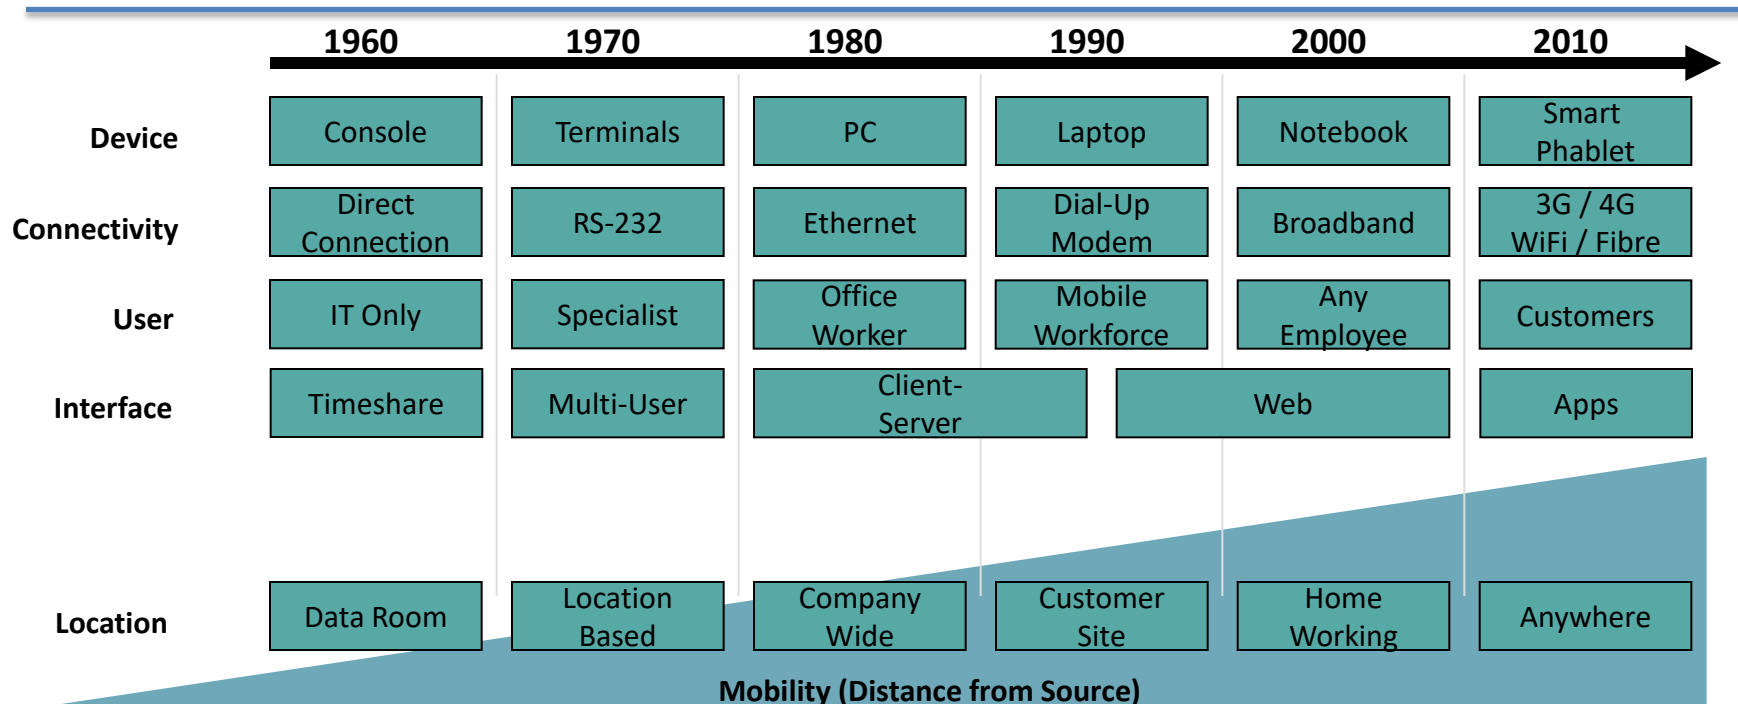 1960 1970 1980 1990 2000 2010
Device
Console
Terminals
PC
Laptop
Notebook
Smart
Phablet
Connectivity
Direct
Connection
RS-232
Ethernet
Dial-Up
Modem
Broadband
3G / 4G
WiFi / Fibre
User
IT Only
Specialist
Office
Worker
Mobile
Workforce
Any
Employee
Customers
Interface
Timeshare
Multi-User
Client-
Server
Web
Apps
Location
Data Room
Location
Based
Company
Wide
Customer
Site
Home
Working
Anywhere
Mobility (Distance from Source)